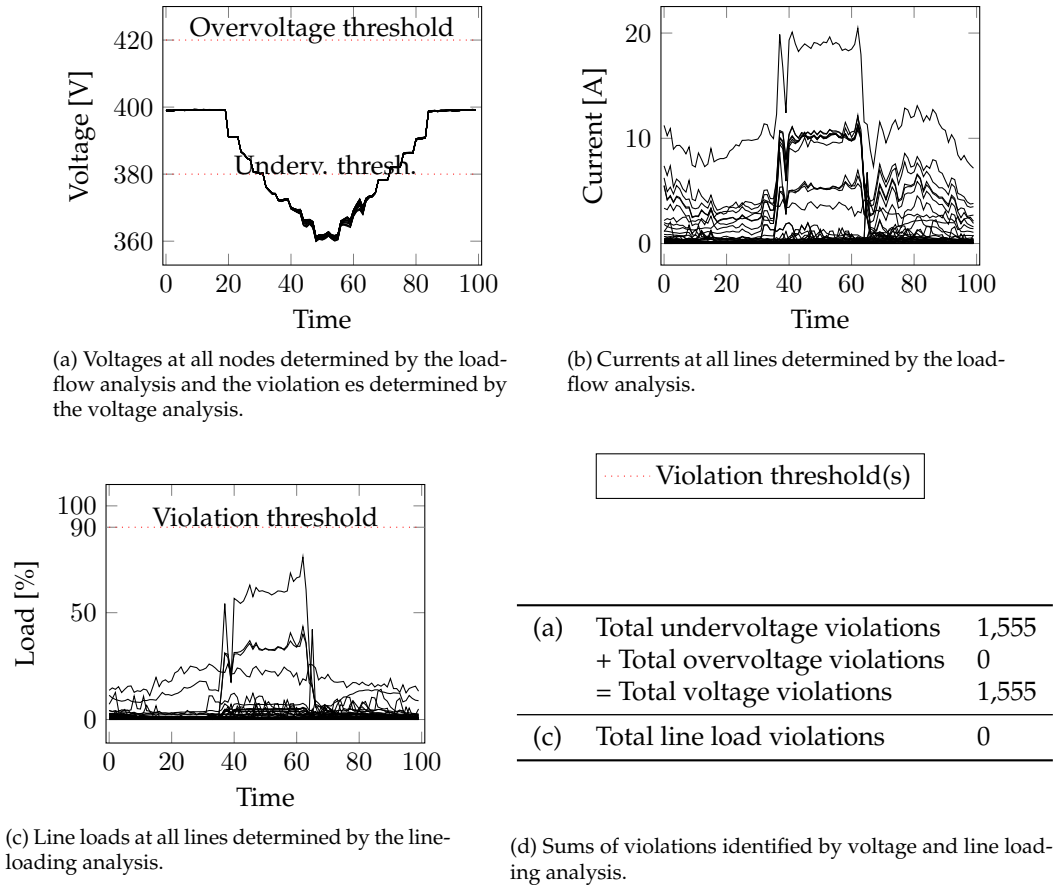 Overvoltage threshold
Underv. thresh.
Voltage [V]
420
400
380
360
0 20 40 60 80 100
Time
(a) Voltages at all nodes determined by the load-
flow analysis and the violation es determined by
the voltage analysis.
Current [A]
20
10
0
0 20 40 60 80 100
Time
(b) Currents at all lines determined by the load-
flow analysis.
Violation threshold
Load [%]
100
90
50
0
0 20 40 60 80 100
Time
(c) Line loads at all lines determined by the line-
loading analysis.
Violation threshold(s)
(a) Total undervoltage violations 1,555
+ Total overvoltage violations 0
= Total voltage violations 1,555
(c) Total line load violations 0
(d) Sums of violations identified by voltage and line load-
ing analysis.